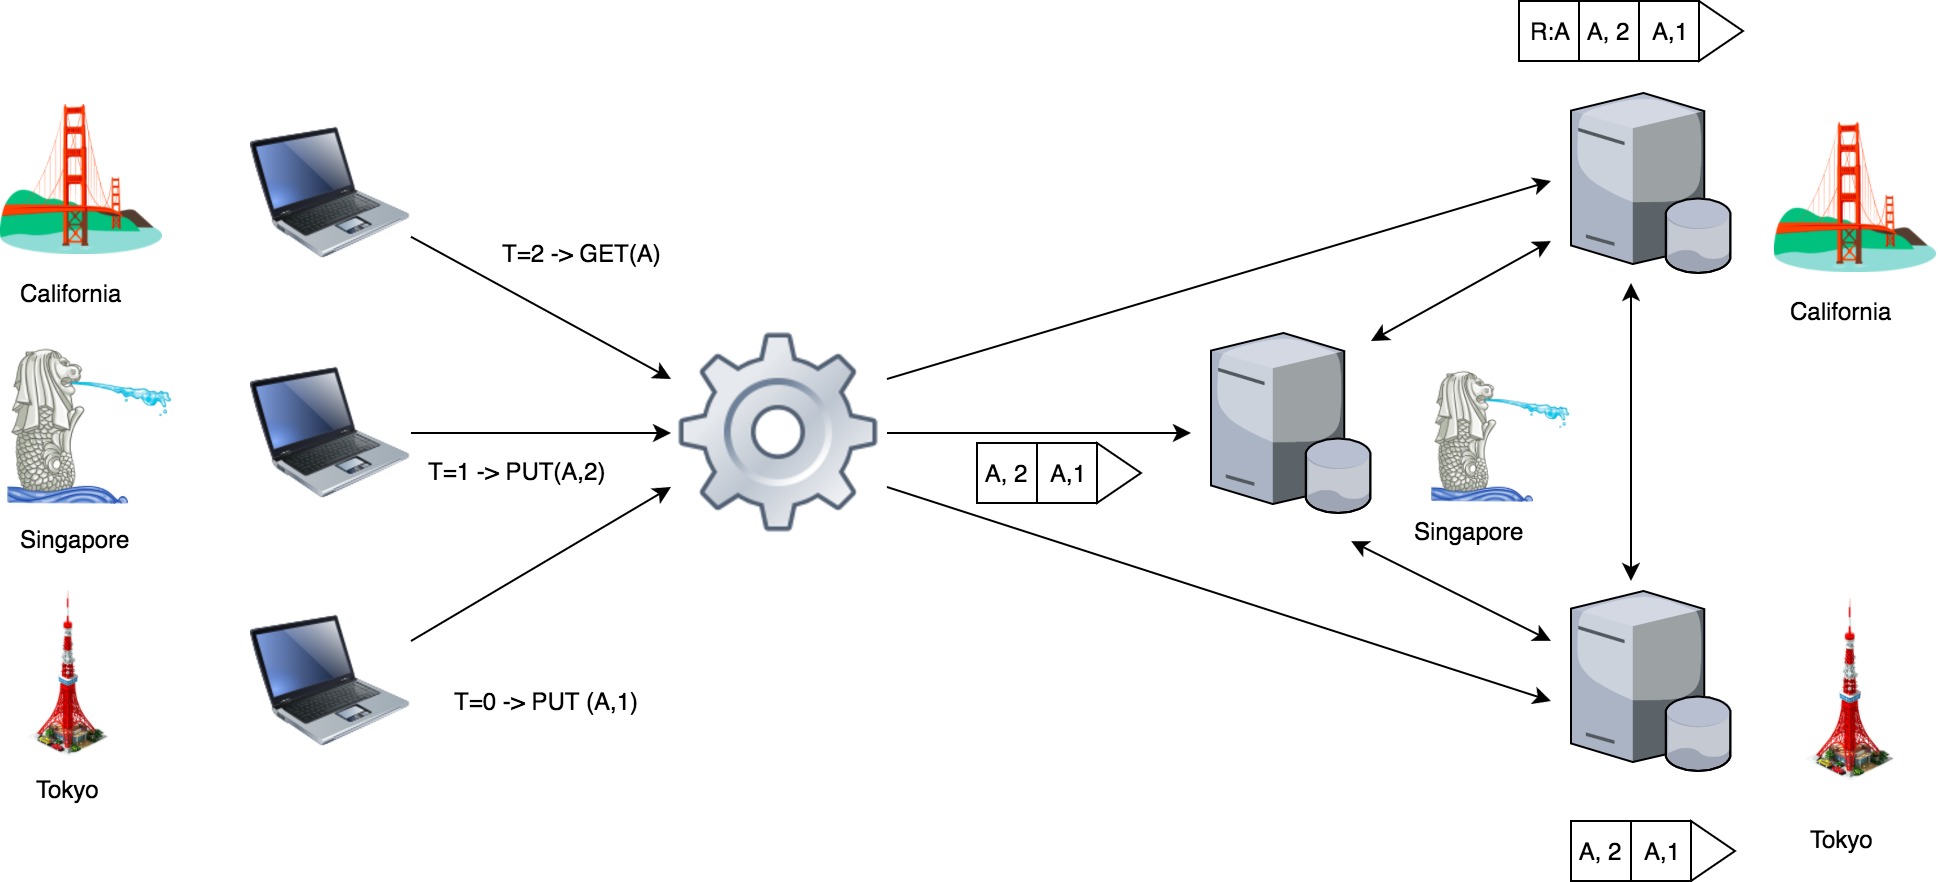 R:A A, 2 A,1
T=2 -> GET(A)
California
California
T=1 -> PUT(A,2)
A, 2 A,1
Singapore
Singapore
T=0 -> PUT (A,1)
Tokyo
Tokyo
A, 2 A,1